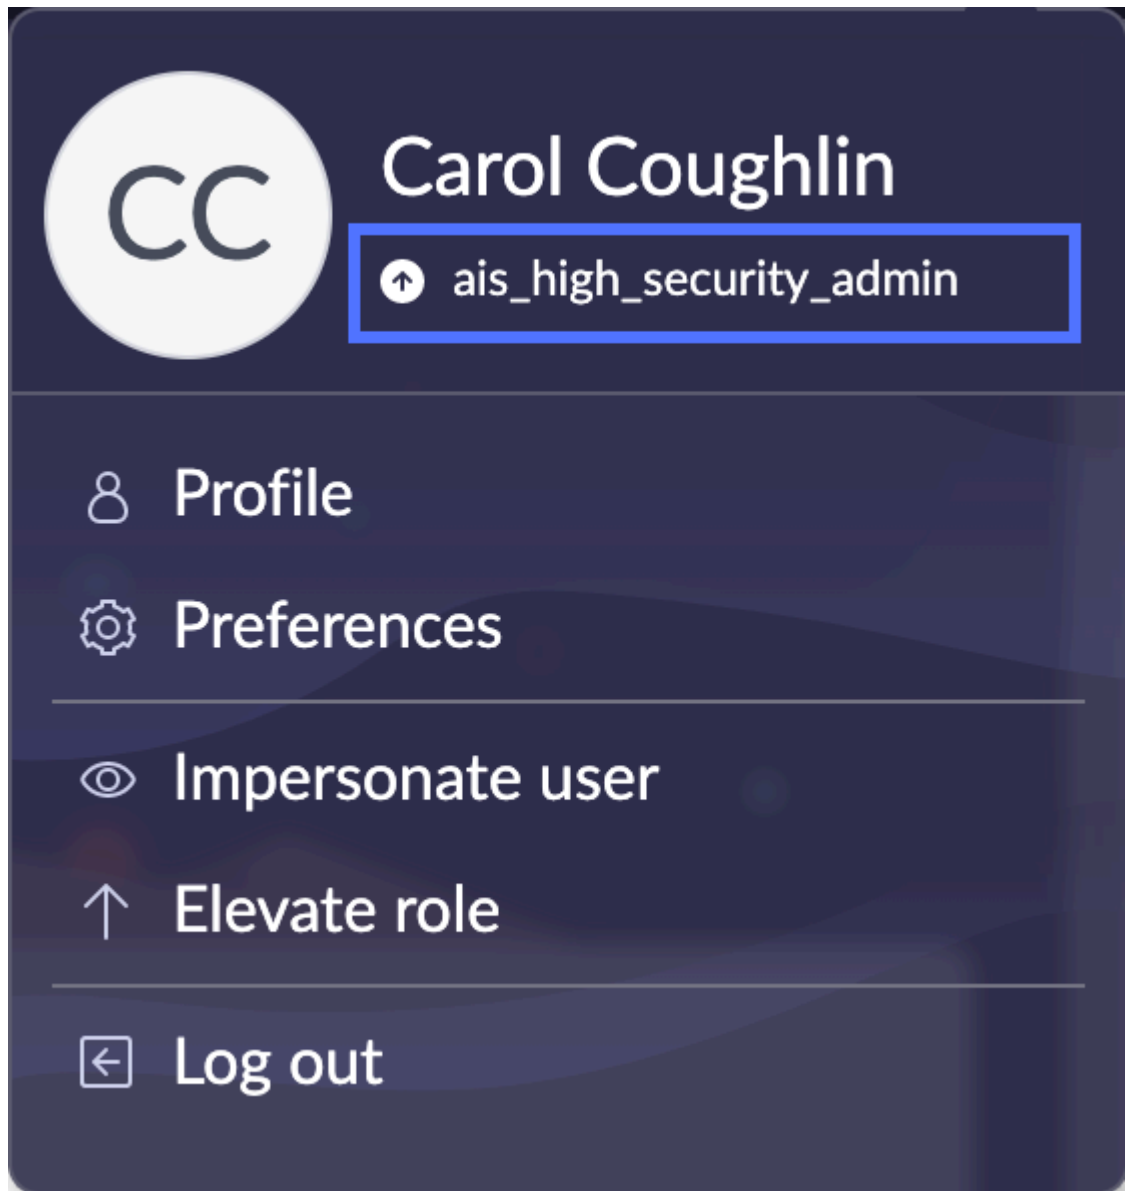 CC
Carol Coughlin
ais_high_security_admin
Profile
Preferences
Impersonate user
Elevate role
Log out